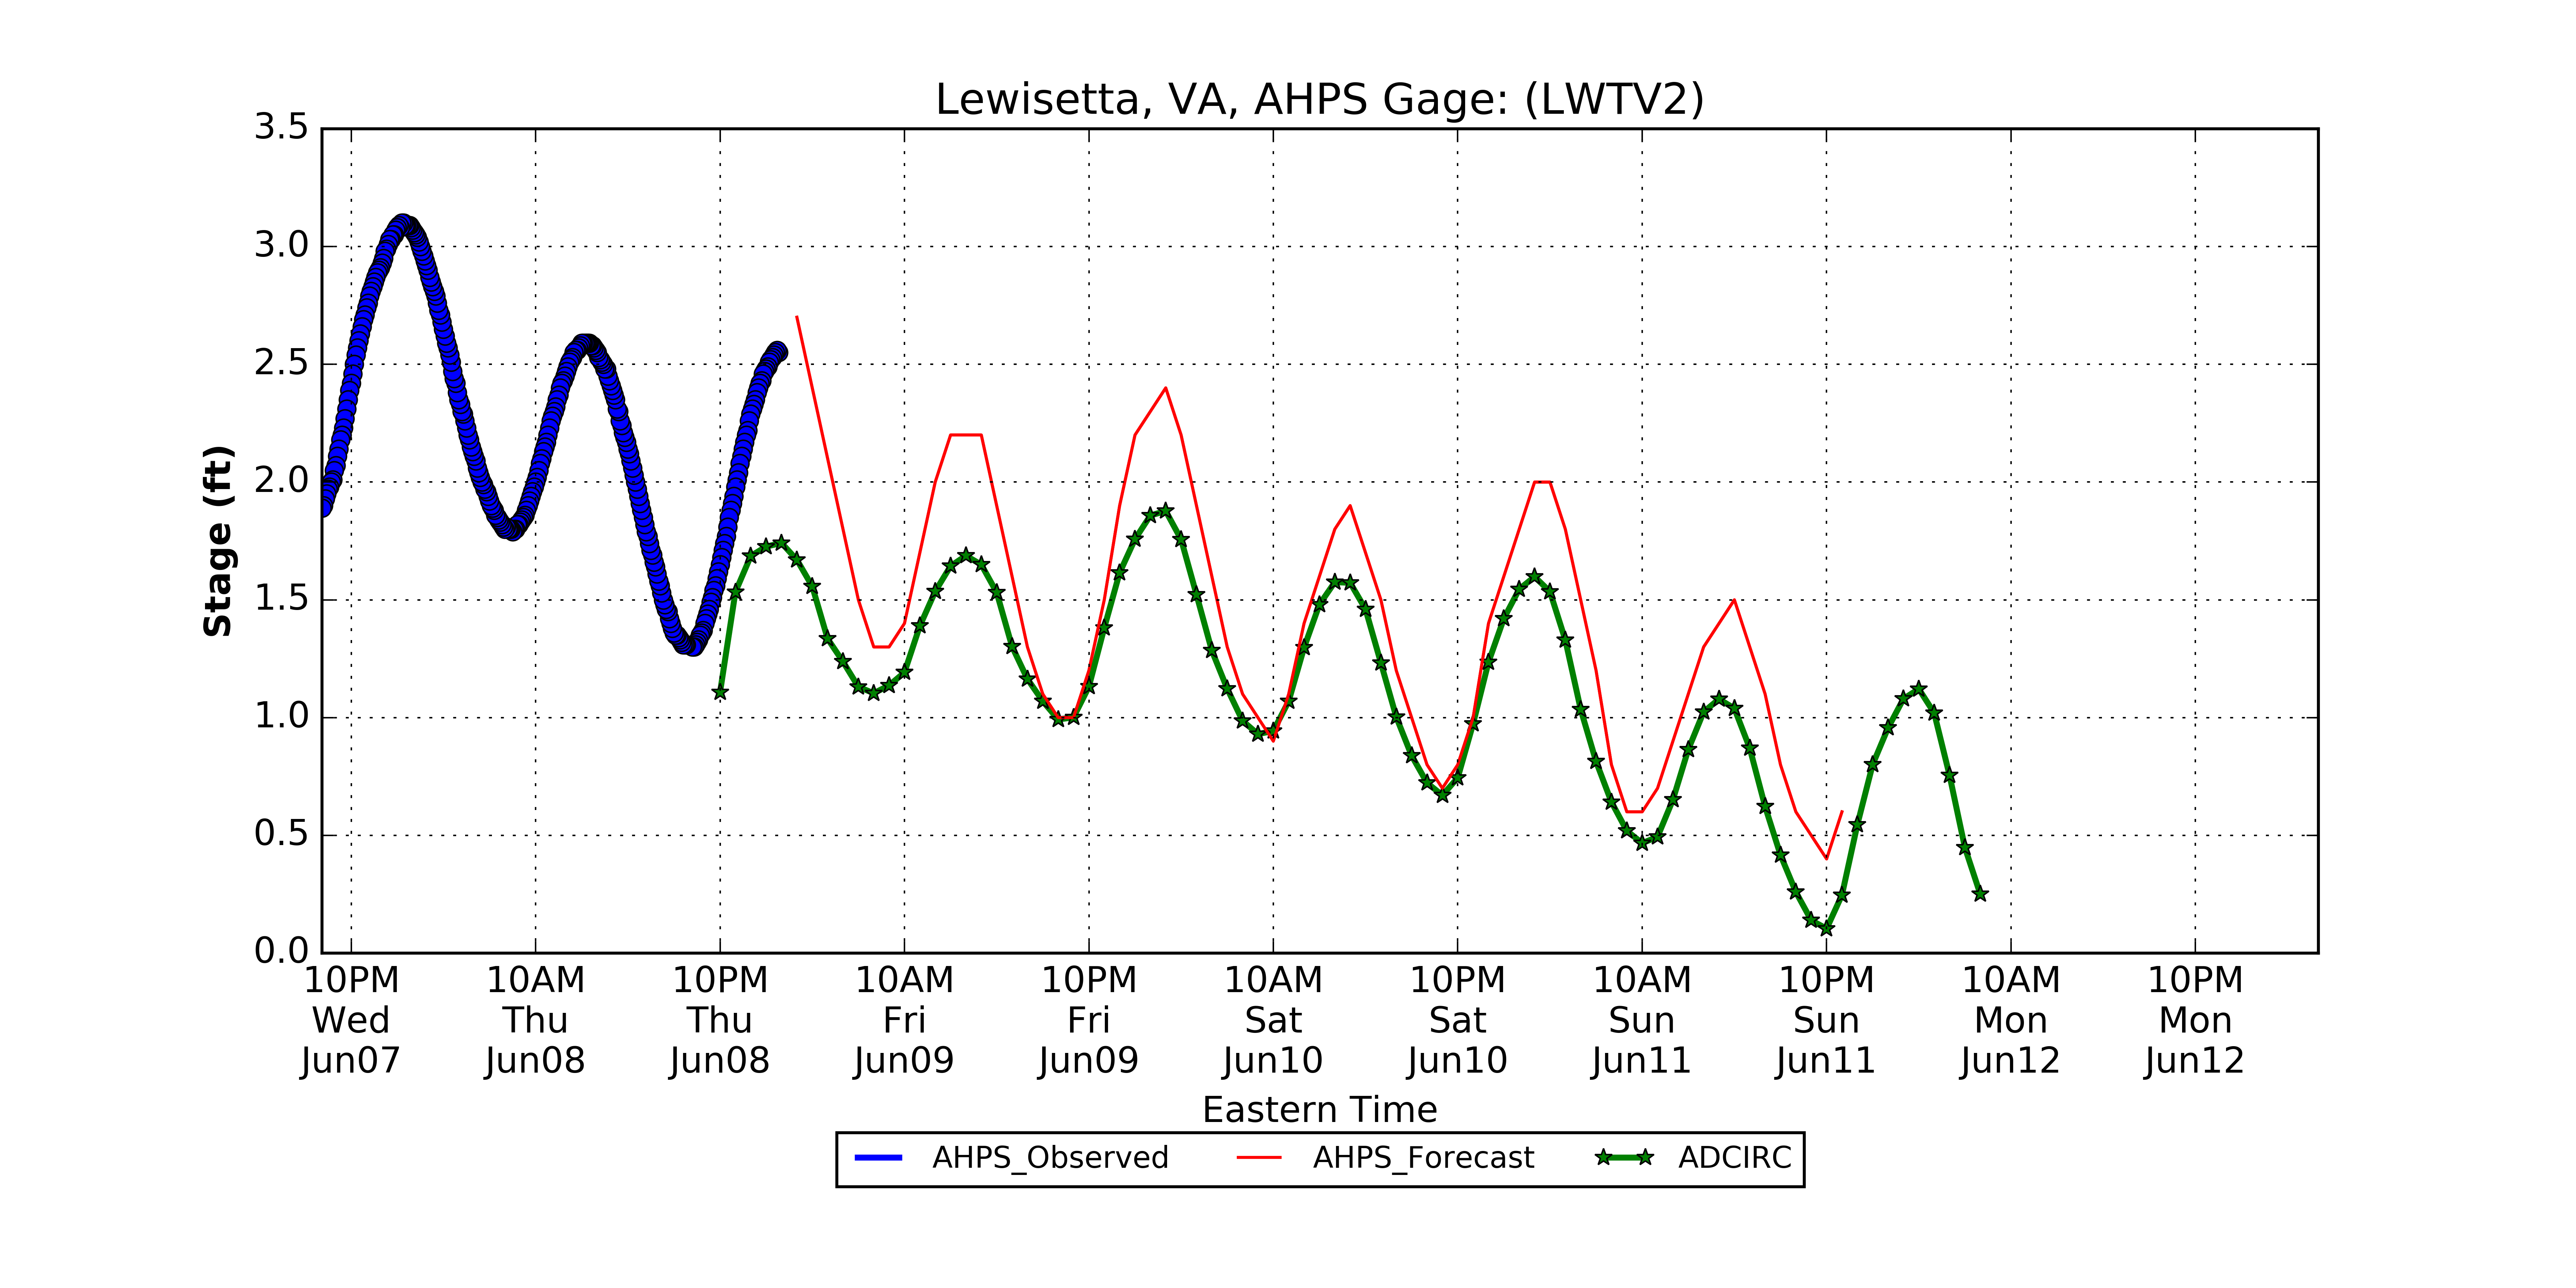 Lewisetta, VA, AHPS Gage: (LWTV2)
Stage (ft)
3.5
3.0
2.5
2.0
1.5
1.0
0.5
0.0
10PM 10AM 10PM 10AM 10PM 10AM 10PM 10AM 10PM 10AM 10PM
Wed Thu Thu Fri Fri Sat Sat Sun Sun Mon Mon
Jun07 Jun08 Jun08 Jun09 Jun09 Jun10 Jun10 Jun11 Jun11 Jun12 Jun12
Eastern Time
AHPS_Observed AHPS_Forecast ADCIRC